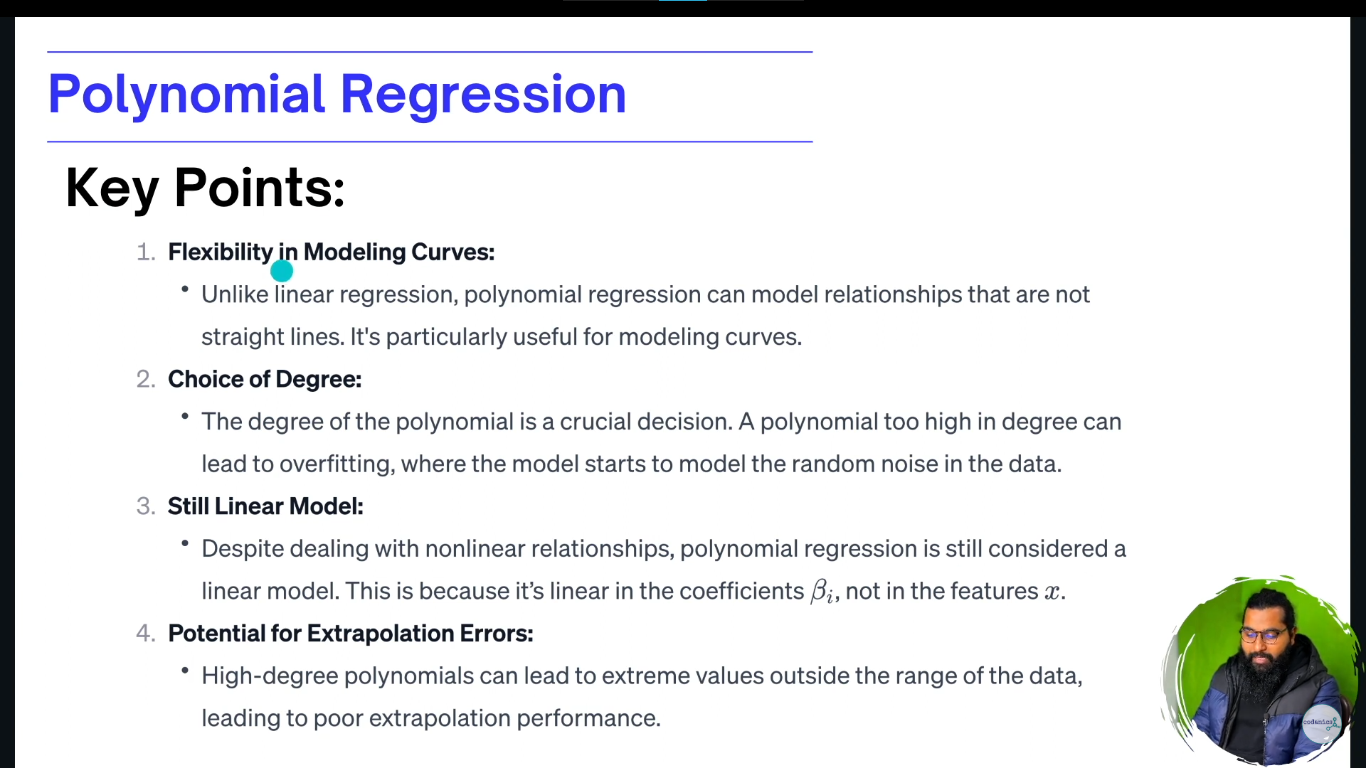 Polynomial Regression
Key Points:
1. Flexibility in Modeling Curves:
• Unlike linear regression, polynomial regression can model relationships that are not
straight lines. It's particularly useful for modeling curves.
2. Choice of Degree:
• The degree of the polynomial is a crucial decision. A polynomial too high in degree can
lead to overfitting, where the model starts to model the random noise in the data.
3. Still Linear Model:
• Despite dealing with nonlinear relationships, polynomial regression is still considered a
linear model. This is because it’s linear in the coefficients βᵢ, not in the features x.
4. Potential for Extrapolation Errors:
• High-degree polynomials can lead to extreme values outside the range of the data,
leading to poor extrapolation performance.